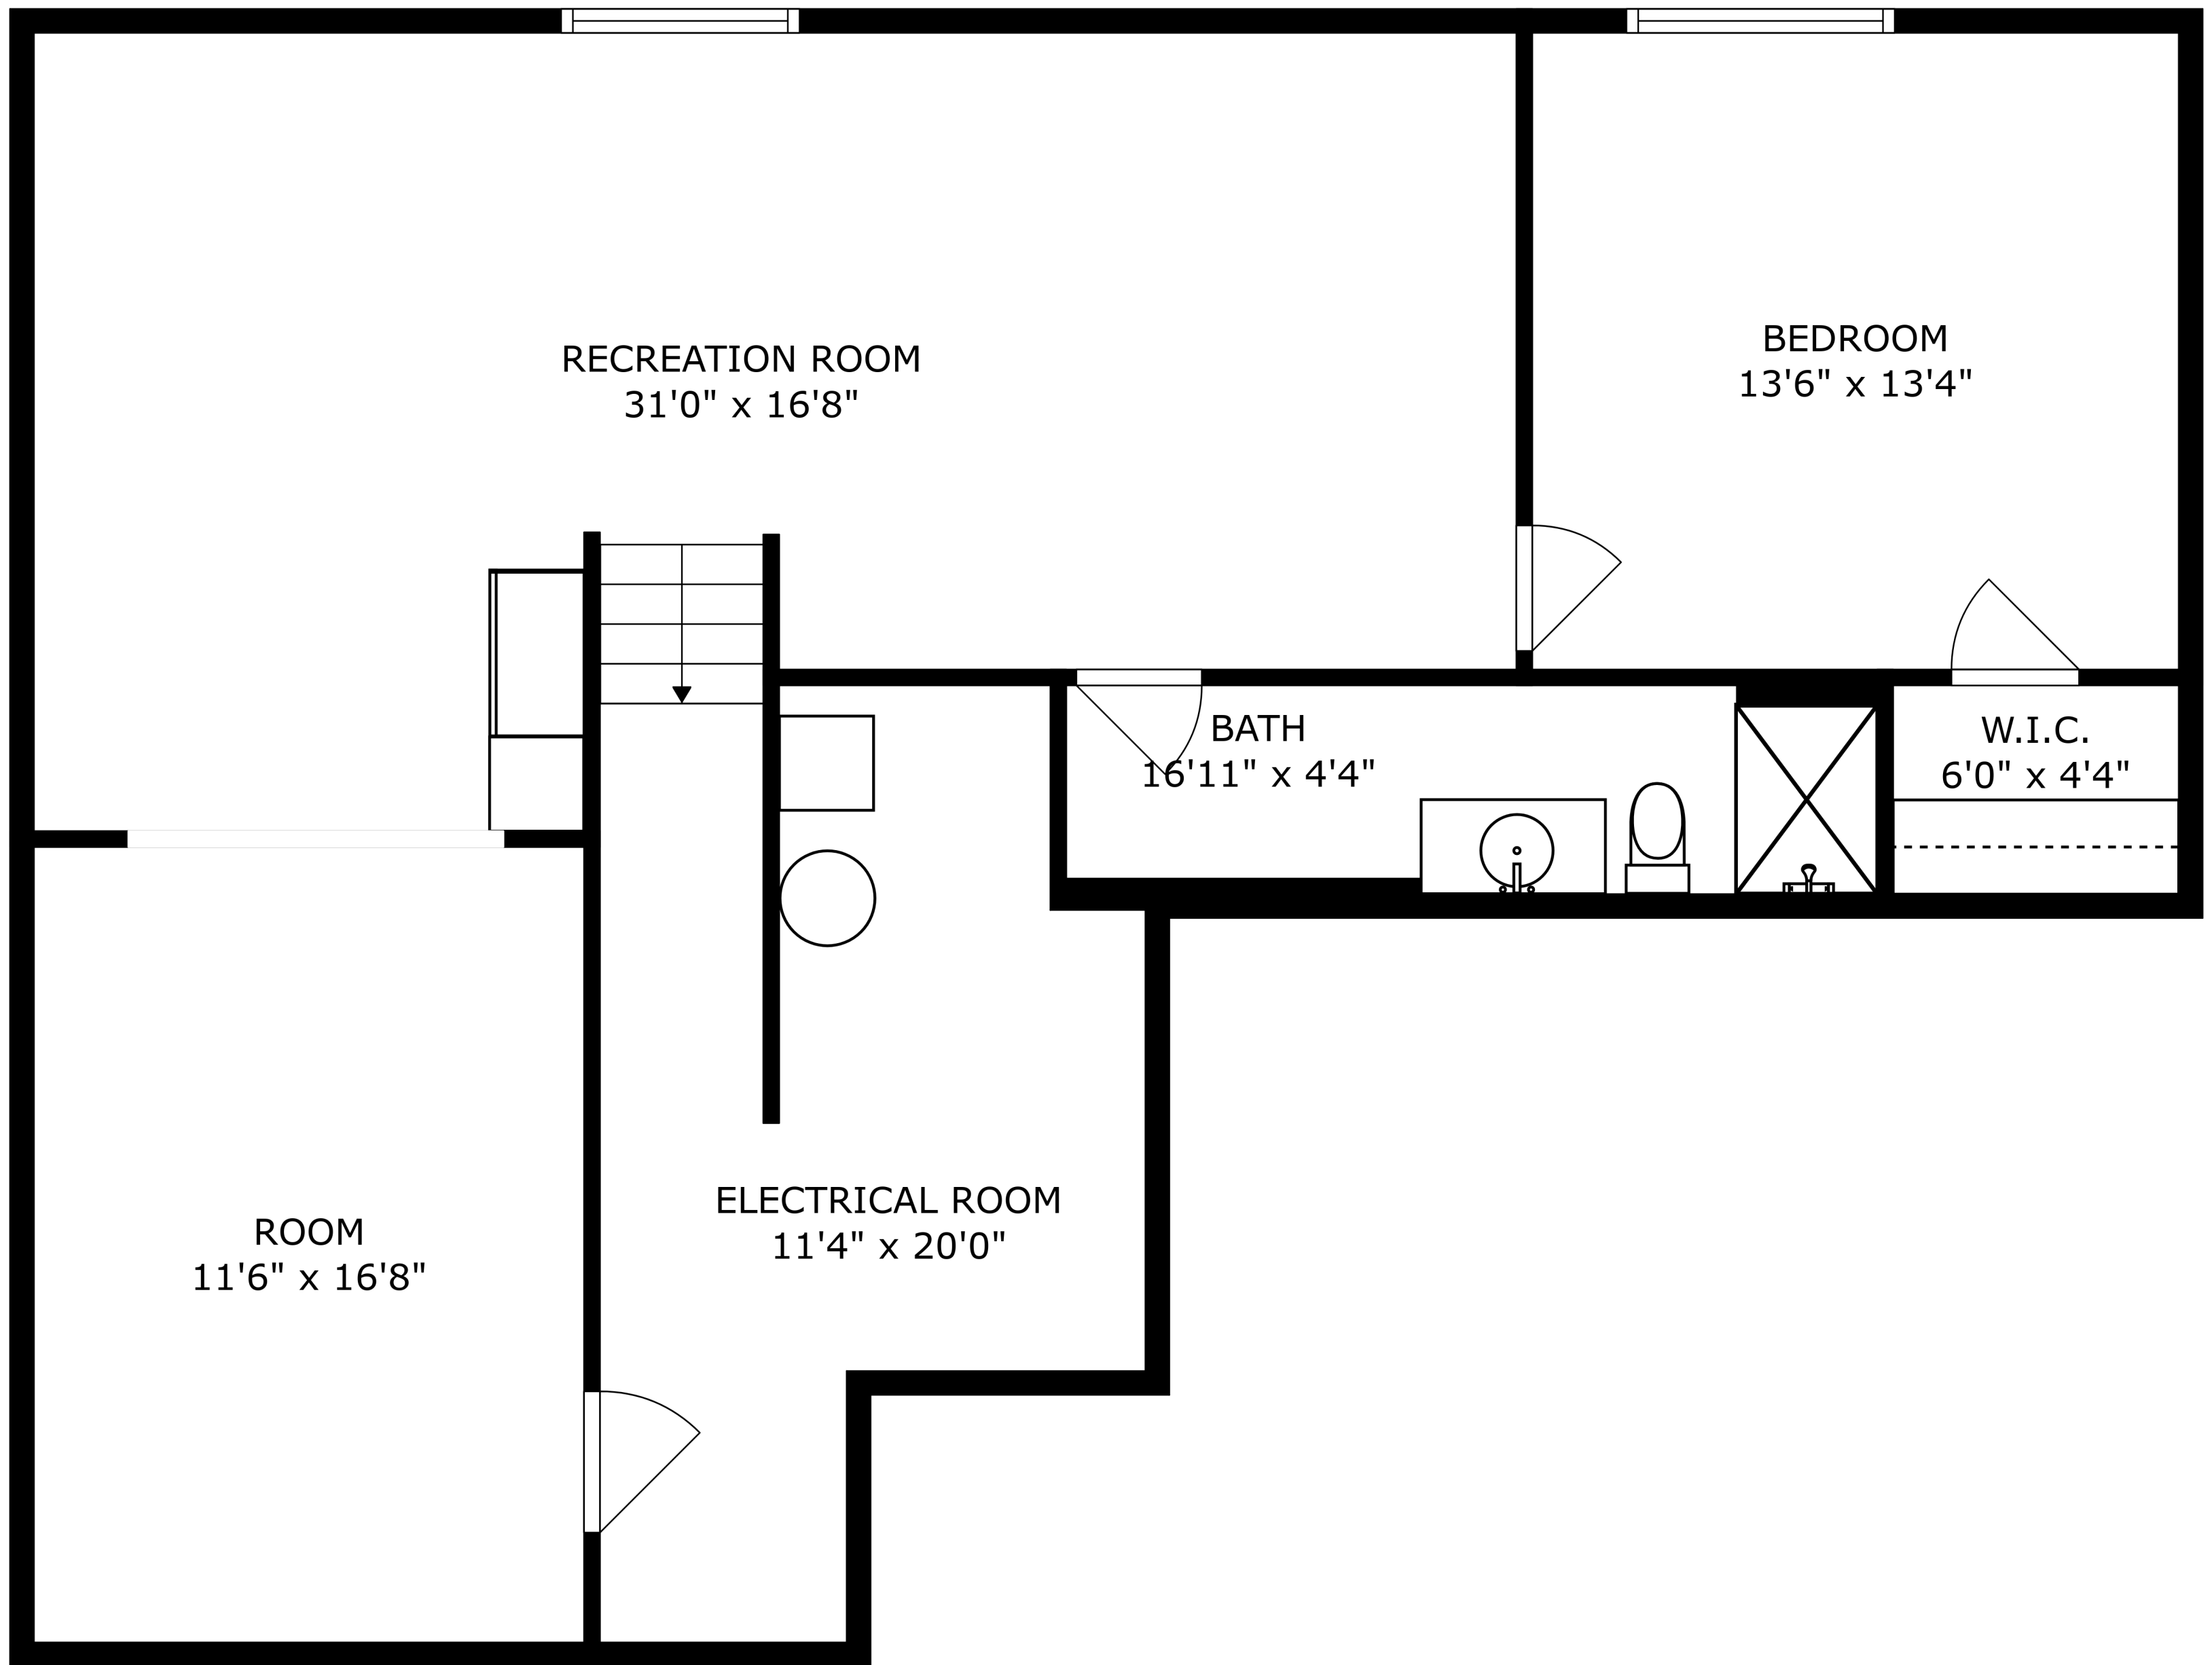 RECREATION ROOM
31'0" x 16'8"
BEDROOM
13'6" x 13'4"
BATH
16'11" x 4'4"
W.I.C.
6'0" x 4'4"
ELECTRICAL ROOM
11'4" x 20'0"
ROOM
11'6" x 16'8"